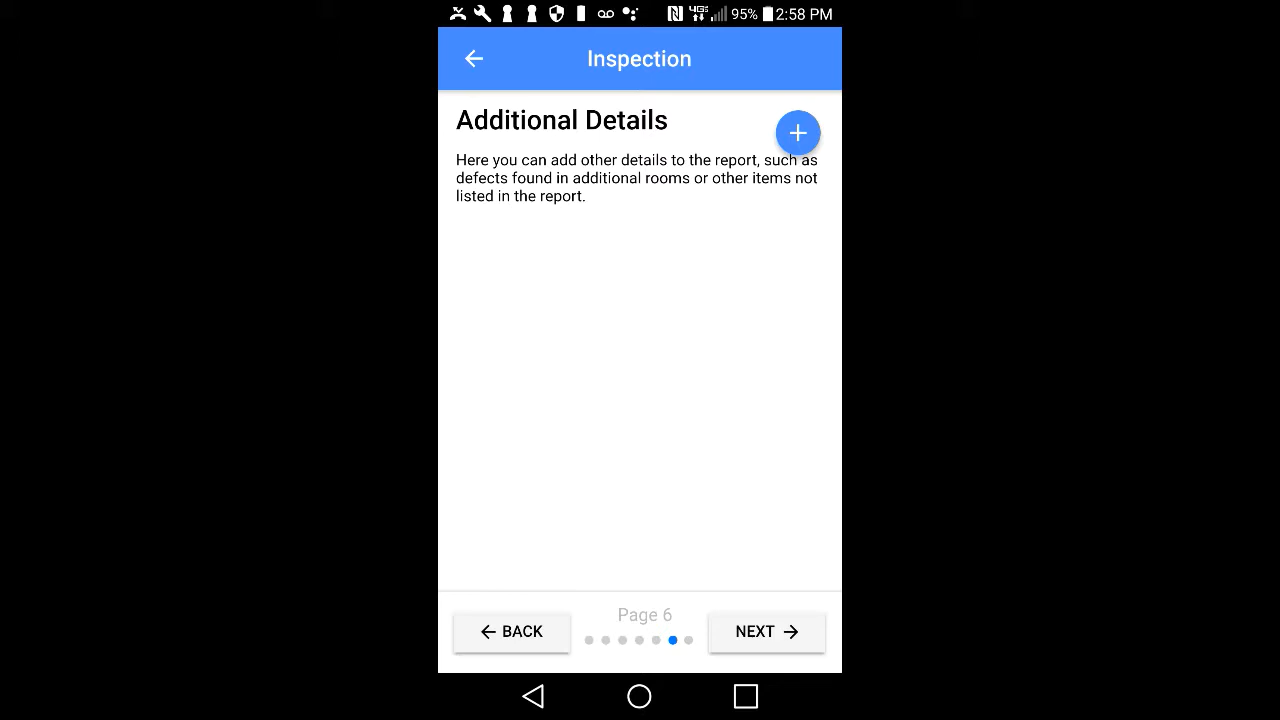 95% 2:58 PM
Inspection
Additional Details
Here you can add other details to the report, such as
defects found in additional rooms or other items not
listed in the report.
Page 6
BACK
NEXT